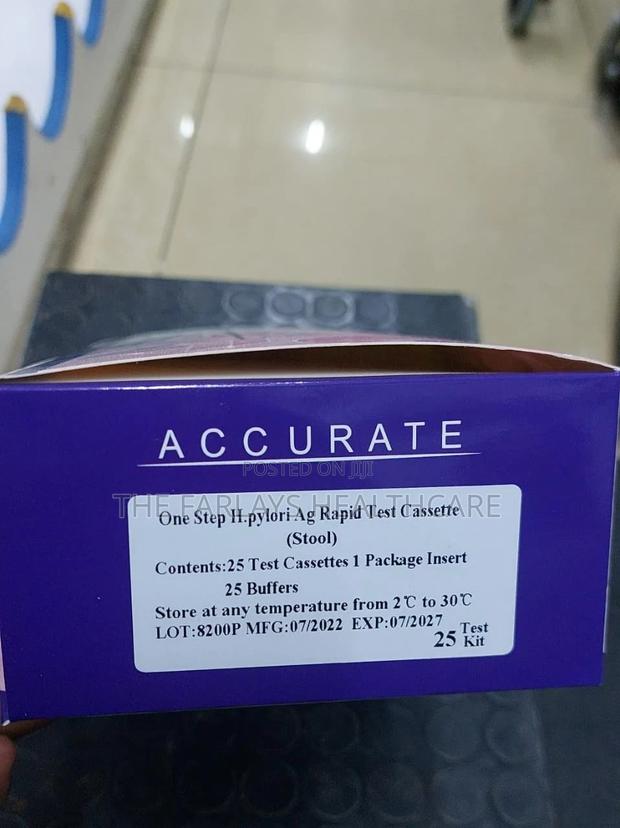 ACCURATE
POSTED ON JIJI
THE FARLAYS HEALTHCARE
One Step H.pylori Ag Rapid Test Cassette
(Stool)
Contents:25 Test Cassettes 1 Package Insert
25 Buffers
Store at any temperature from 2℃ to 30℃
LOT:8200P MFG:07/2022 EXP:07/2027
25 Test Kit